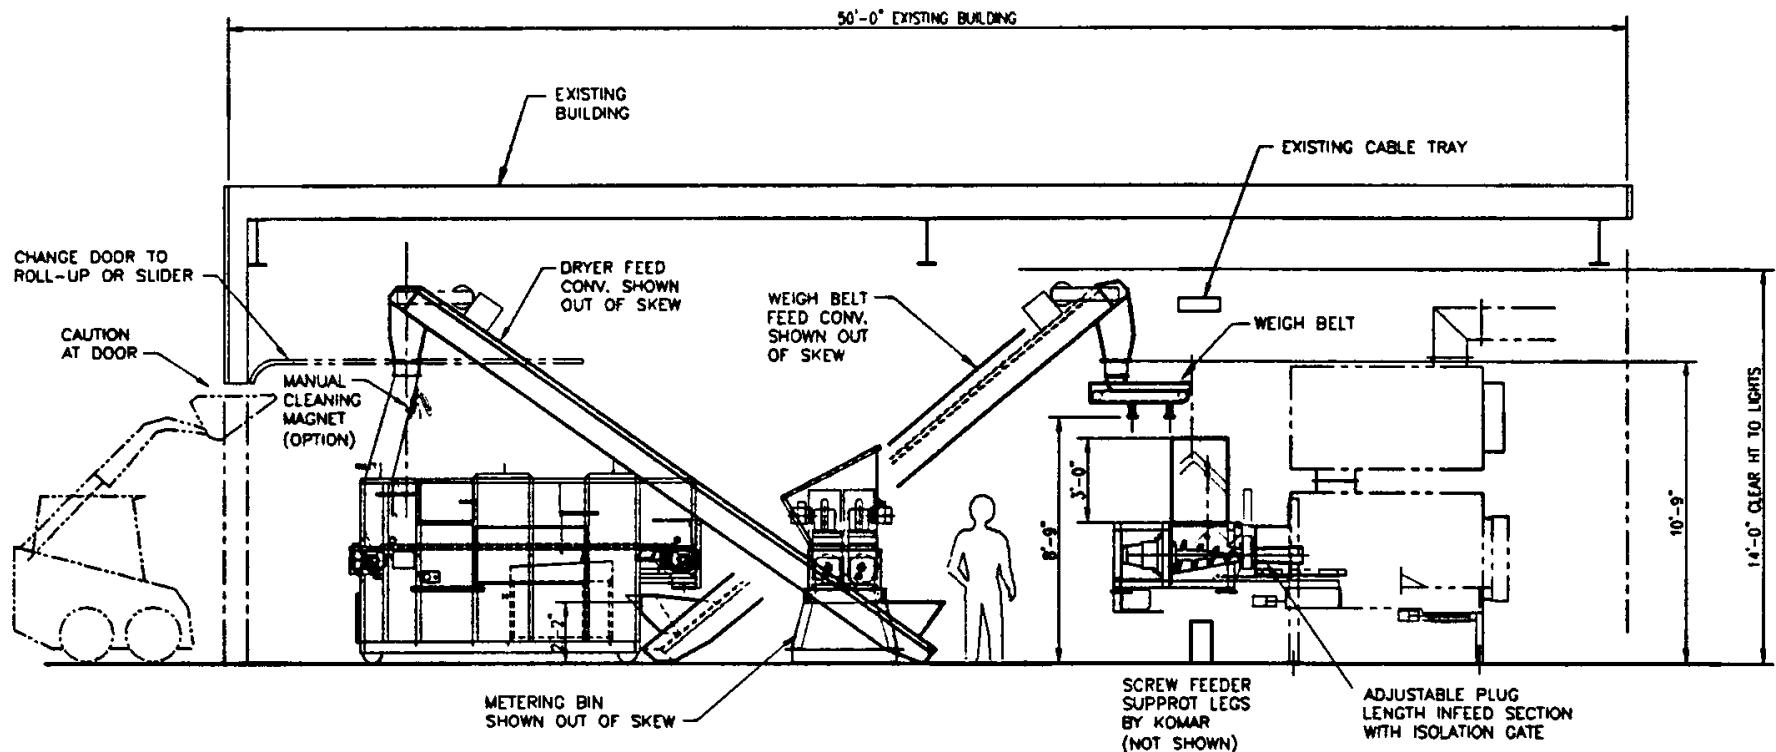 50'-0" EXISTING BUILDING
EXISTING
BUILDING
EXISTING CABLE TRAY
CHANGE DOOR TO
ROLL-UP OR SLIDER
DRYER FEED
CONV. SHOWN
OUT OF SKEW
WEIGH BELT
FEED CONV.
SHOWN OUT
OF SKEW
WEIGH BELT
CAUTION
AT DOOR
MANUAL
CLEANING
MAGNET
(OPTION)
14'-0" CLEAR HT TO LIGHTS
10'-9"
3'-0"
8'-9"
2'-2"
METERING BIN
SHOWN OUT OF SKEW
SCREW FEEDER
SUPPROT LEGS
BY KOMAR
(NOT SHOWN)
ADJUSTABLE PLUG
LENGTH INFEED SECTION
WITH ISOLATION GATE